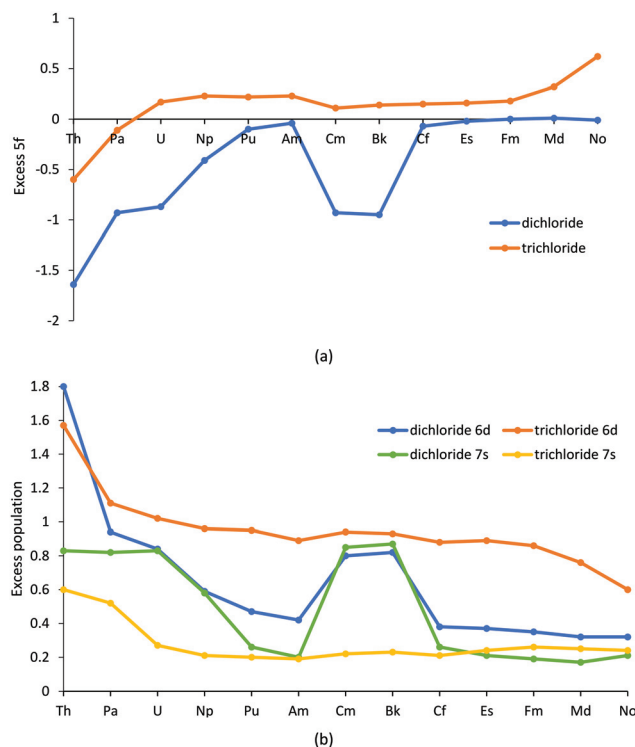 1
0.5
0
-0.5
-1
-1.5
-2
Excess 5f
Th Pa U Np Pu Am Cm Bk Cf Es Fm Md No
dichloride
trichloride
(a)
1.8
1.6
1.4
1.2
1
0.8
0.6
0.4
0.2
0
Excess population
dichloride 6d trichloride 6d
dichloride 7s trichloride 7s
Th Pa U Np Pu Am Cm Bk Cf Es Fm Md No
(b)